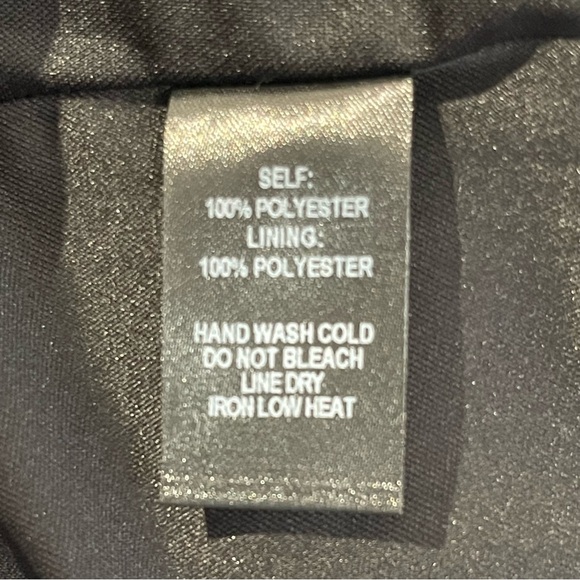 SELF:
100% POLYESTER
LINING:
100% POLYESTER
HAND WASH COLD
DO NOT BLEACH
LINE DRY
IRON LOW HEAT